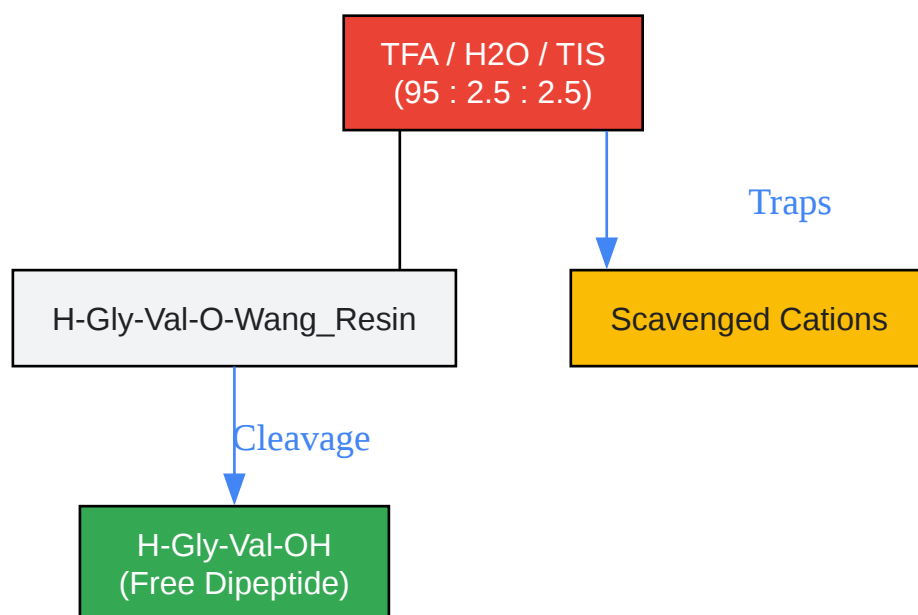 TFA / H2O / TIS
(95 : 2.5 : 2.5)
Traps
H-Gly-Val-O-Wang_Resin
Scavenged Cations
Cleavage
H-Gly-Val-OH
(Free Dipeptide)